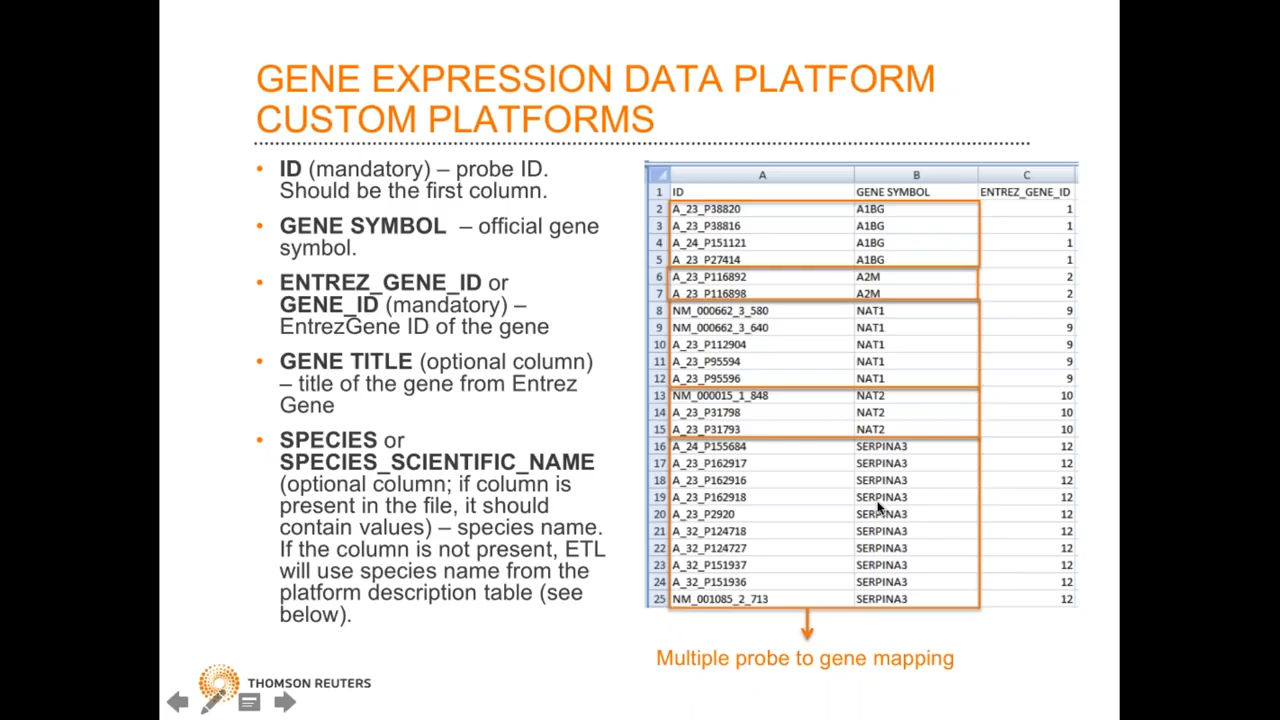 GENE EXPRESSION DATA PLATFORM
CUSTOM PLATFORMS
• ID (mandatory) – probe ID.
Should be the first column.
• GENE SYMBOL – official gene
symbol.
• ENTREZ_GENE_ID or
GENE_ID (mandatory) –
EntrezGene ID of the gene
• GENE TITLE (optional column)
– title of the gene from Entrez
Gene
• SPECIES or
SPECIES_SCIENTIFIC_NAME
(optional column; if column is
present in the file, it should
contain values) – species name.
If the column is not present, ETL
will use species name from the
platform description table (see
below).
A B C
1 ID GENE SYMBOL ENTREZ_GENE_ID
2 A_23_P38820 A1BG 1
3 A_23_P38816 A1BG 1
4 A_24_P151121 A1BG 1
5 A_23_P27414 A1BG 1
6 A_23_P116892 A2M 2
7 A_23_P116898 A2M 2
8 NM_000662_3_580 NAT1 9
9 NM_000662_3_640 NAT1 9
10 A_23_P112904 NAT1 9
11 A_23_P95594 NAT1 9
12 A_23_P95596 NAT1 9
13 NM_000015_1_848 NAT2 10
14 A_23_P31798 NAT2 10
15 A_23_P31793 NAT2 10
16 A_24_P155684 SERPINA3 12
17 A_23_P162917 SERPINA3 12
18 A_23_P162916 SERPINA3 12
19 A_23_P162918 SERPINA3 12
20 A_23_P2920 SERPINA3 12
21 A_32_P124718 SERPINA3 12
22 A_32_P124727 SERPINA3 12
23 A_32_P151937 SERPINA3 12
24 A_32_P151936 SERPINA3 12
25 NM_001085_2_713 SERPINA3 12
Multiple probe to gene mapping
THOMSON REUTERS